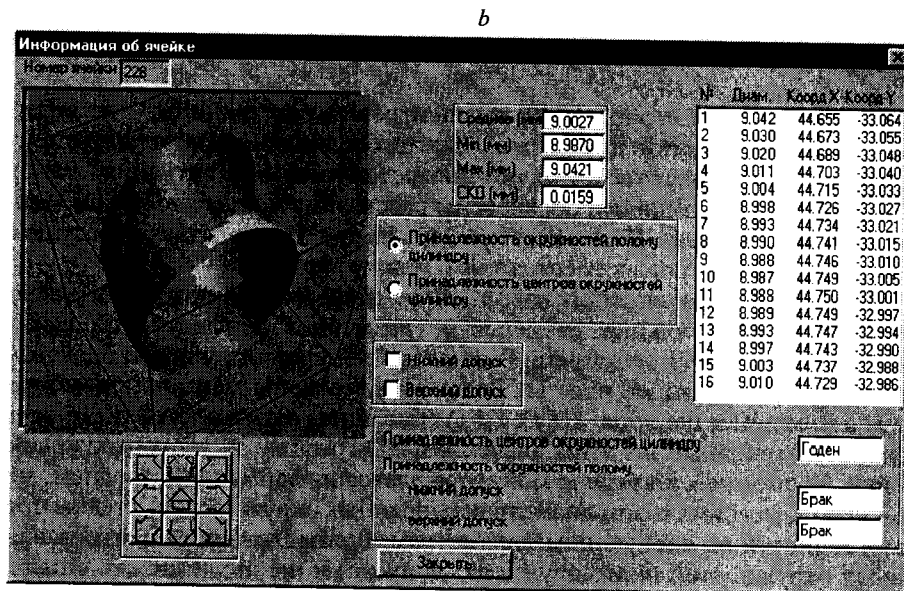 b
Информация об ячейке
Номер ячейки 228
Среднее (мм) 9.0027
Min (мм) 8.9870
Max (мм) 9.0421
СКО (мм) 0.0159
Принадлежность окружностей полому
цилиндру
Принадлежность центров окружностей
цилиндру
Нижний допуск
Верхний допуск
№ Диам. Коорд X Коорд Y
1 9.042 44.655 -33.064
2 9.030 44.673 -33.055
3 9.020 44.689 -33.048
4 9.011 44.703 -33.040
5 9.004 44.715 -33.033
6 8.998 44.726 -33.027
7 8.993 44.734 -33.021
8 8.990 44.741 -33.015
9 8.988 44.746 -33.010
10 8.987 44.749 -33.005
11 8.988 44.750 -33.001
12 8.989 44.749 -32.997
13 8.993 44.747 -32.994
14 8.997 44.743 -32.990
15 9.003 44.737 -32.988
16 9.010 44.729 -32.986
Принадлежность центров окружностей цилиндру Годен
Принадлежность окружностей полому
нижний допуск Брак
верхний допуск Брак
Закрыть